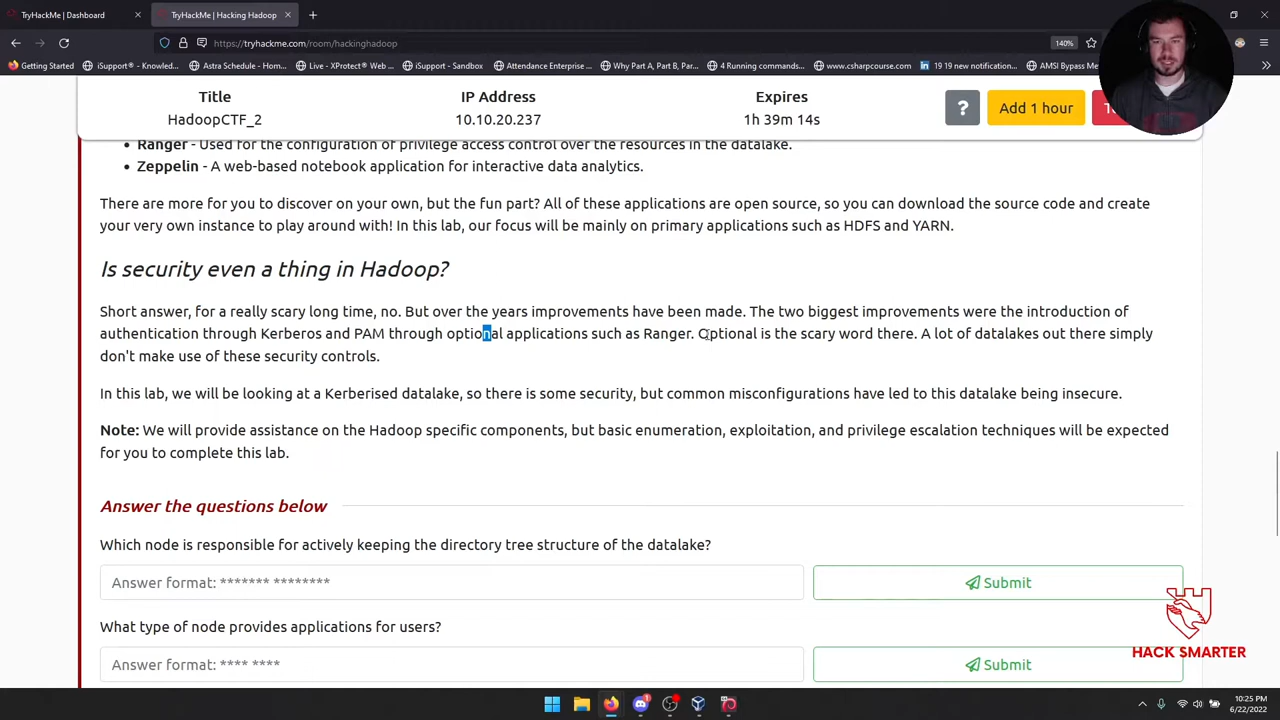 TryHackMe | Dashboard
TryHackMe | Hacking Hadoop
https://tryhackme.com/room/hackinghadoop
140%
Getting Started
iSupport® - Knowled...
Astra Schedule - Hom...
Live - XProtect® Web...
iSupport - Sandbox
Attendance Enterprise ...
Why Part A, Part B, Par...
4 Running commands...
www.csharpcourse.com
19 19 new notification...
AMSI Bypass Me
Title
IP Address
Expires
HadoopCTF_2
10.10.20.237
1h 39m 14s
?
Add 1 hour
Ranger - Used for the configuration of privilege access control over the resources in the datalake.
Zeppelin - A web-based notebook application for interactive data analytics.
There are more for you to discover on your own, but the fun part? All of these applications are open source, so you can download the source code and create
your very own instance to play around with! In this lab, our focus will be mainly on primary applications such as HDFS and YARN.
Is security even a thing in Hadoop?
Short answer, for a really scary long time, no. But over the years improvements have been made. The two biggest improvements were the introduction of
authentication through Kerberos and PAM through optional applications such as Ranger. Optional is the scary word there. A lot of datalakes out there simply
don't make use of these security controls.
In this lab, we will be looking at a Kerberised datalake, so there is some security, but common misconfigurations have led to this datalake being insecure.
Note: We will provide assistance on the Hadoop specific components, but basic enumeration, exploitation, and privilege escalation techniques will be expected
for you to complete this lab.
Answer the questions below
Which node is responsible for actively keeping the directory tree structure of the datalake?
Answer format: ******* ********
Submit
What type of node provides applications for users?
Answer format: **** ****
Submit
HACK SMARTER
10:25 PM
6/22/2022